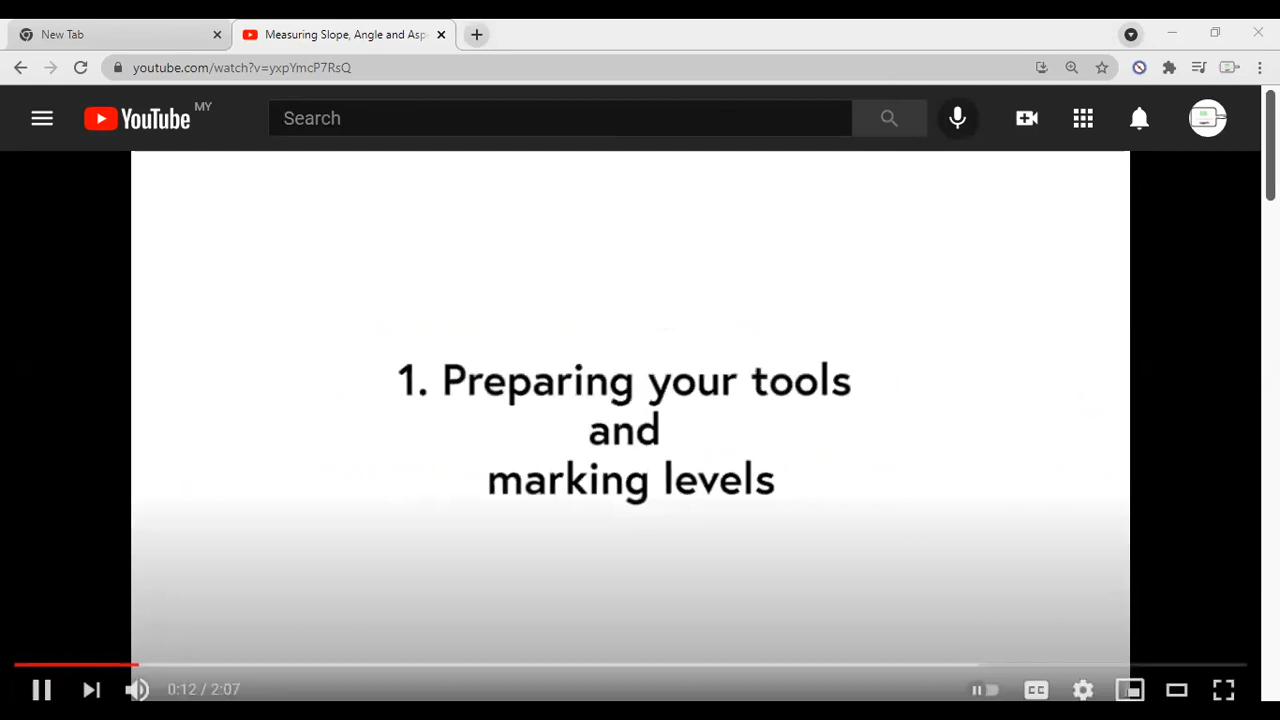 New Tab
Measuring Slope, Angle and Asp
youtube.com/watch?v=yxpYmcP7RsQ
YouTube MY
Search
1. Preparing your tools
and
marking levels
0:12 / 2:07
CC